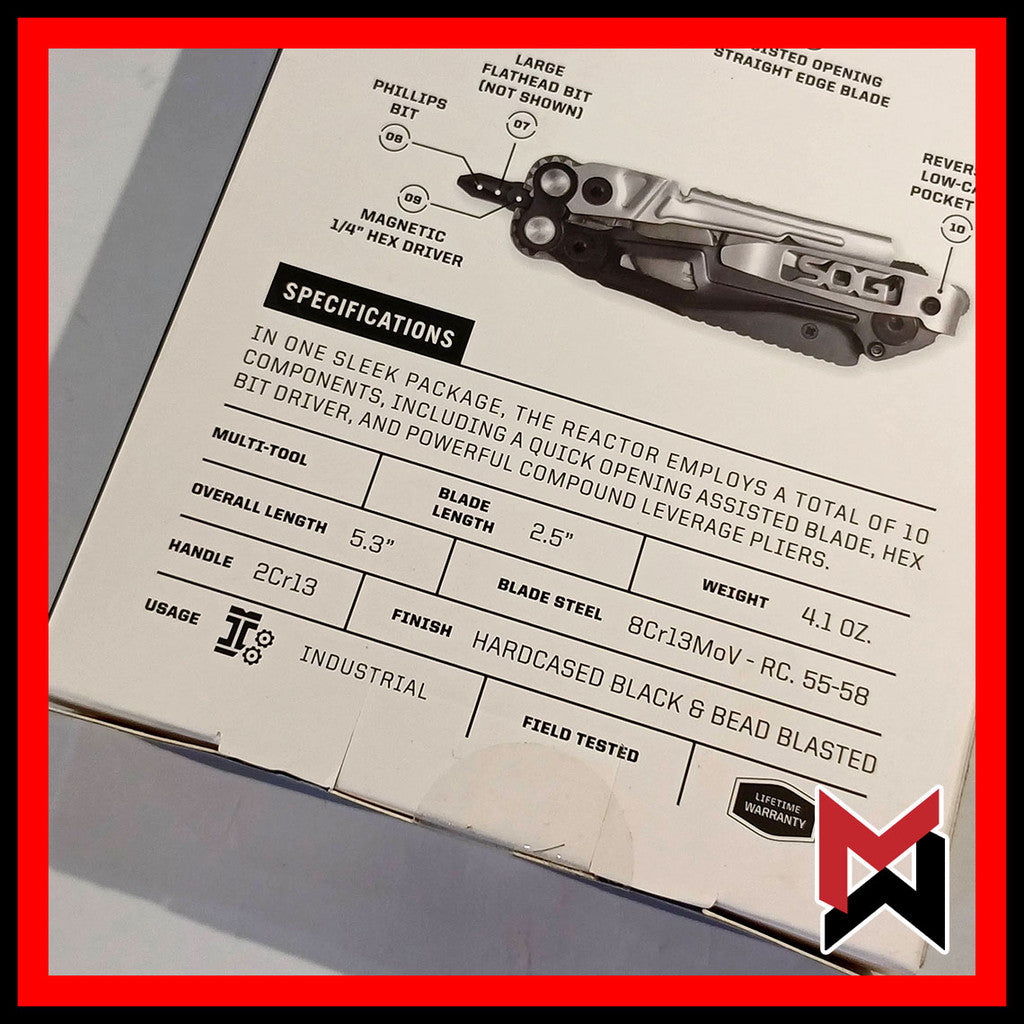 OPENING
STRAIGHT EDGE BLADE
LARGE
FLATHEAD BIT
(NOT SHOWN)
07
PHILLIPS
BIT
08
09
MAGNETIC
1/4" HEX DRIVER
POCKET
10
SOG
SPECIFICATIONS
IN ONE SLEEK PACKAGE, THE REACTOR EMPLOYS A TOTAL OF 10
COMPONENTS, INCLUDING A QUICK OPENING ASSISTED BLADE, HEX
BIT DRIVER, AND POWERFUL COMPOUND LEVERAGE PLIERS.
MULTI-TOOL
BLADE
LENGTH 2.5"
WEIGHT 4.1 OZ.
OVERALL LENGTH 5.3"
BLADE STEEL 8Cr13MoV - RC. 55-58
HANDLE 2Cr13
FINISH HARDCASED BLACK & BEAD BLASTED
USAGE INDUSTRIAL
FIELD TESTED
LIFETIME
WARRANTY